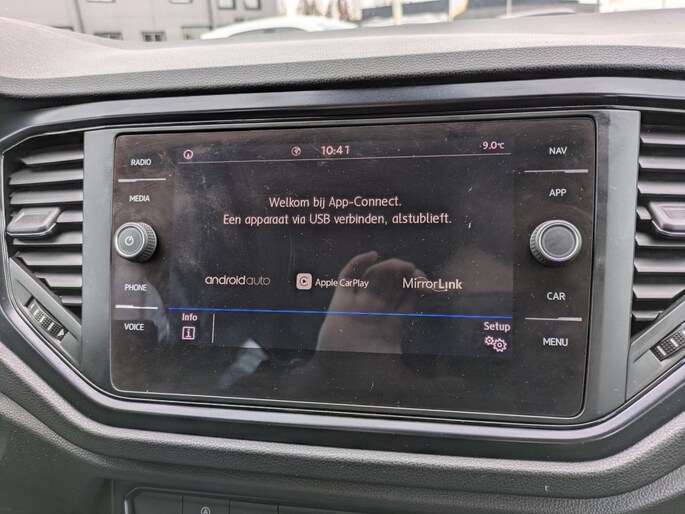 RADIO
MEDIA
PHONE
VOICE
10:41
-9.0°C
Welkom bij App-Connect.
Een apparaat via USB verbinden, alstublieft.
androidauto
Apple CarPlay
MirrorLink
Info
i
Setup
NAV
APP
CAR
MENU
A